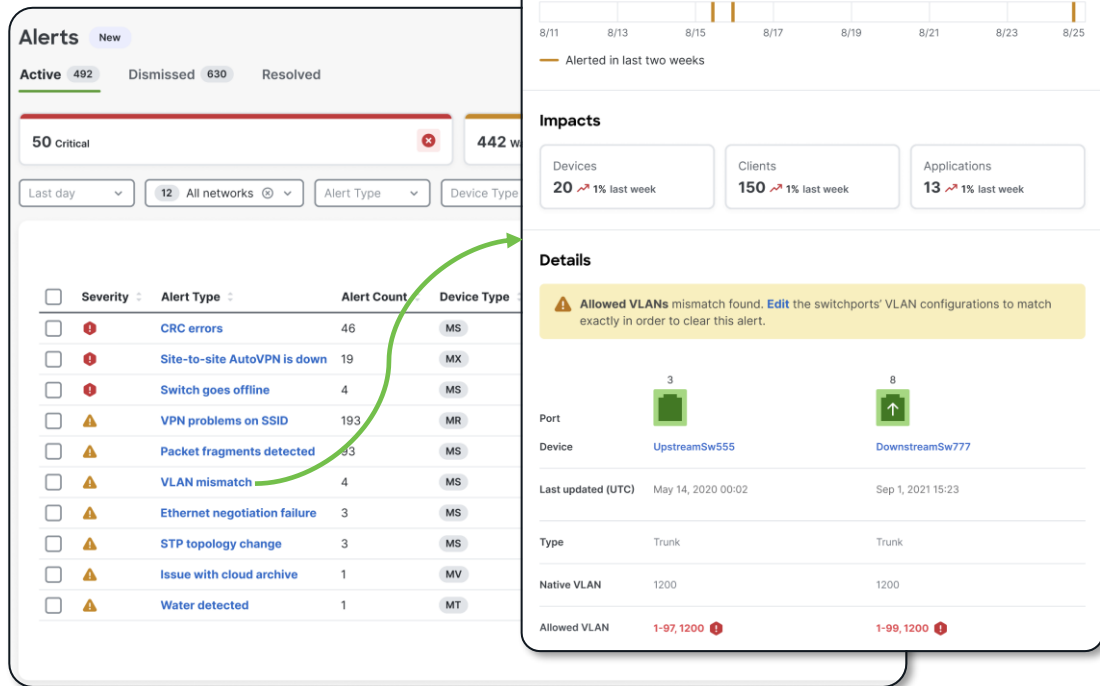 Alerts New
Active 492 Dismissed 630 Resolved
50 Critical
442
Last day 12 All networks Alert Type Device Type
Severity Alert Type Alert Count Device Type
CRC errors 46 MS
Site-to-site AutoVPN is down 19 MX
Switch goes offline 4 MS
VPN problems on SSID 193 MR
Packet fragments detected 93 MS
VLAN mismatch 4 MS
Ethernet negotiation failure 3 MS
STP topology change 3 MS
Issue with cloud archive 1 MV
Water detected 1 MT
8/11 8/13 8/15 8/17 8/19 8/21 8/23 8/25
Alerted in last two weeks
Impacts
Devices Clients Applications
20 1% last week 150 1% last week 13 1% last week
Details
Allowed VLANs mismatch found. Edit the switchports' VLAN configurations to match
exactly in order to clear this alert.
3 8
Port
Device UpstreamSw555 DownstreamSw777
Last updated (UTC) May 14, 2020 00:02 Sep 1, 2021 15:23
Type Trunk Trunk
Native VLAN 1200 1200
Allowed VLAN 1-97, 1200 1-99, 1200